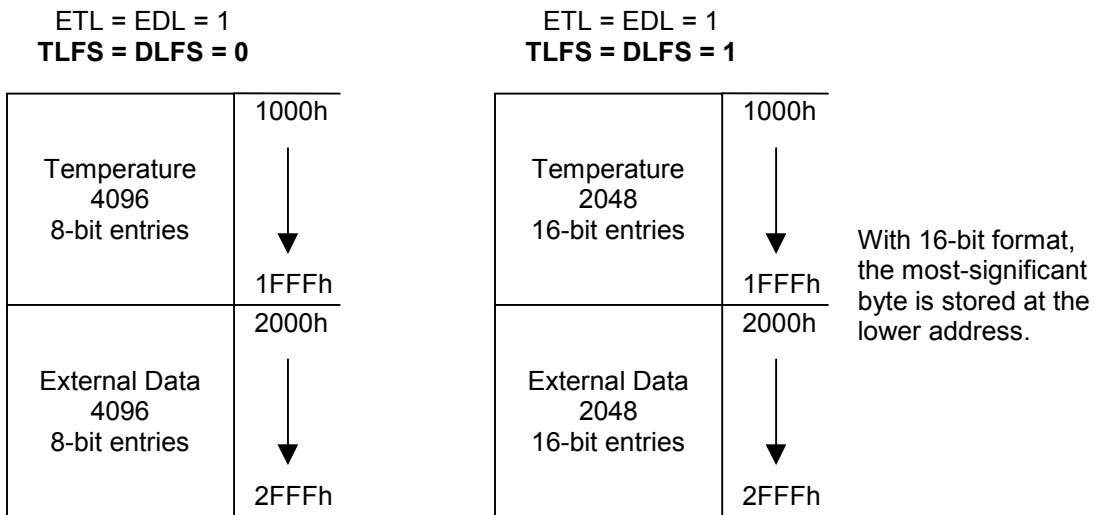 ETL = EDL = 1
TLFS = DLFS = 0
1000h
Temperature
4096
8-bit entries
1FFFh
2000h
External Data
4096
8-bit entries
2FFFh
ETL = EDL = 1
TLFS = DLFS = 1
1000h
Temperature
2048
16-bit entries
1FFFh
2000h
External Data
2048
16-bit entries
2FFFh
With 16-bit format,
the most-significant
byte is stored at the
lower address.